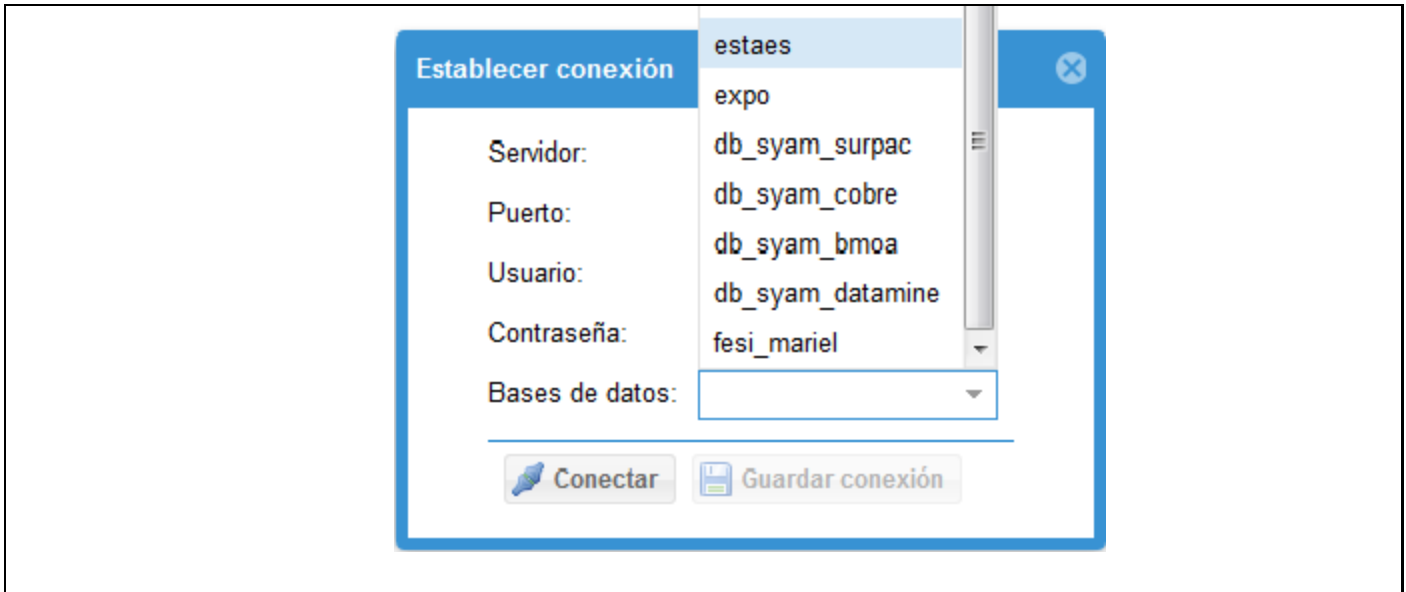 estaes
Establecer conexión
expo
Servidor:
db_syam_surpac
db_syam_cobre
Puerto:
db_syam_bmoa
Usuario:
db_syam_datamine
Contraseña:
fesi_mariel
Bases de datos:
Conectar Guardar conexión